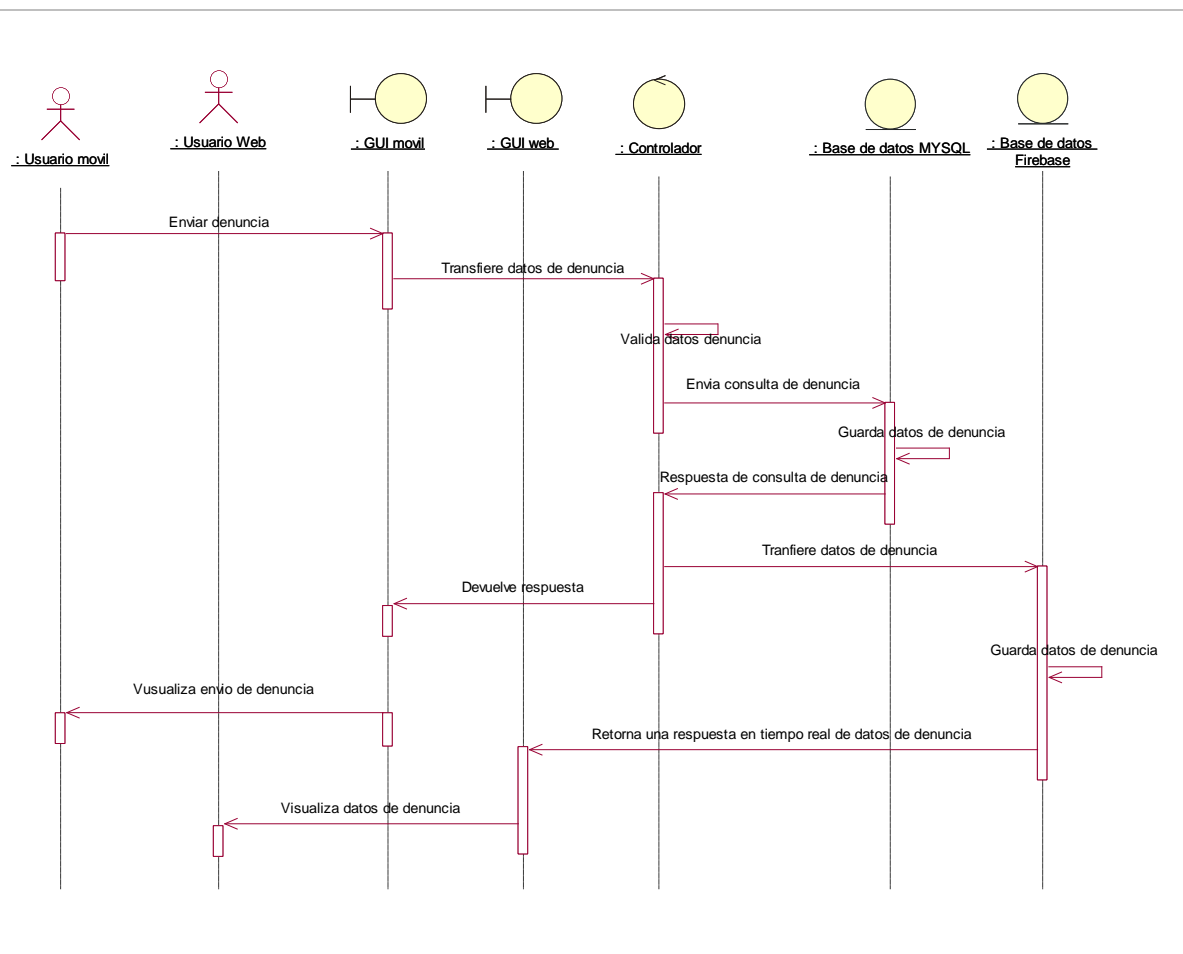 : Usuario movil
: Usuario Web
: GUI movil
: GUI web
: Controlador
: Base de datos MYSQL
: Base de datos
Firebase
Enviar denuncia
Transfiere datos de denuncia
Valida datos denuncia
Envia consulta de denuncia
Guarda datos de denuncia
Respuesta de consulta de denuncia
Tranfiere datos de denuncia
Devuelve respuesta
Guarda datos de denuncia
Vusualiza envio de denuncia
Retorna una respuesta en tiempo real de datos de denuncia
Visualiza datos de denuncia